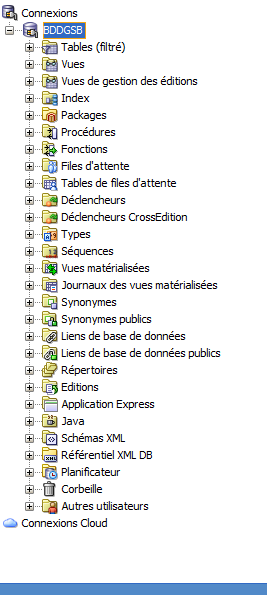 Connexions
BDDGSB
Tables (filtré)
Vues
Vues de gestion des éditions
Index
Packages
Procédures
Fonctions
Files d'attente
Tables de files d'attente
Déclencheurs
Déclencheurs CrossEdition
Types
Séquences
Vues matérialisées
Journaux des vues matérialisées
Synonymes
Synonymes publics
Liens de base de données
Liens de base de données publics
Répertoires
Editions
Application Express
Java
Schémas XML
Référentiel XML DB
Planificateur
Corbeille
Autres utilisateurs
Connexions Cloud